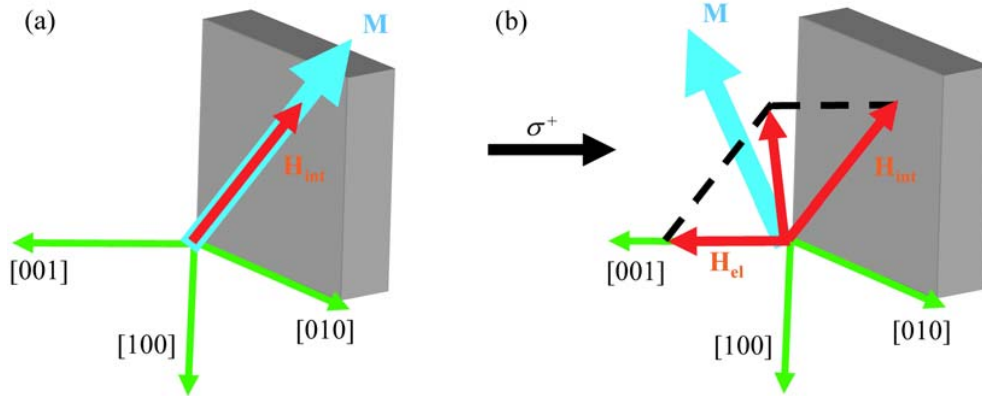 (a)
M
H_int
[001]
[100]
[010]
(b)
M
σ⁺
H_int
[001]
H_el
[100]
[010]